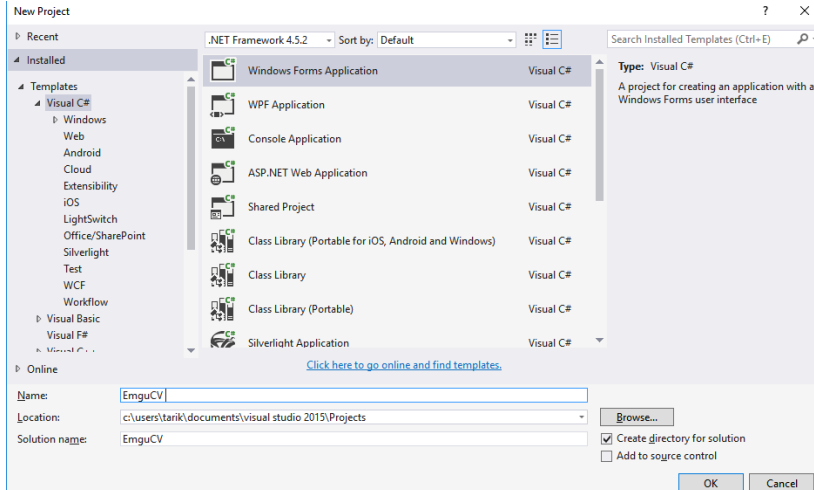 New Project
? ×
Recent
.NET Framework 4.5.2 Sort by: Default
Search Installed Templates (Ctrl+E)
Installed
Templates
Visual C#
Windows
Web
Android
Cloud
Extensibility
iOS
LightSwitch
Office/SharePoint
Silverlight
Test
WCF
Workflow
Visual Basic
Visual F#
Visual C++
Online
Windows Forms Application Visual C#
WPF Application Visual C#
Console Application Visual C#
ASP.NET Web Application Visual C#
Shared Project Visual C#
Class Library (Portable for iOS, Android and Windows) Visual C#
Class Library Visual C#
Class Library (Portable) Visual C#
Silverlight Application Visual C#
Click here to go online and find templates.
Type: Visual C#
A project for creating an application with a
Windows Forms user interface
Name: EmguCV
Location: c:\users\tarik\documents\visual studio 2015\Projects
Browse...
Solution name: EmguCV
Create directory for solution
Add to source control
OK Cancel